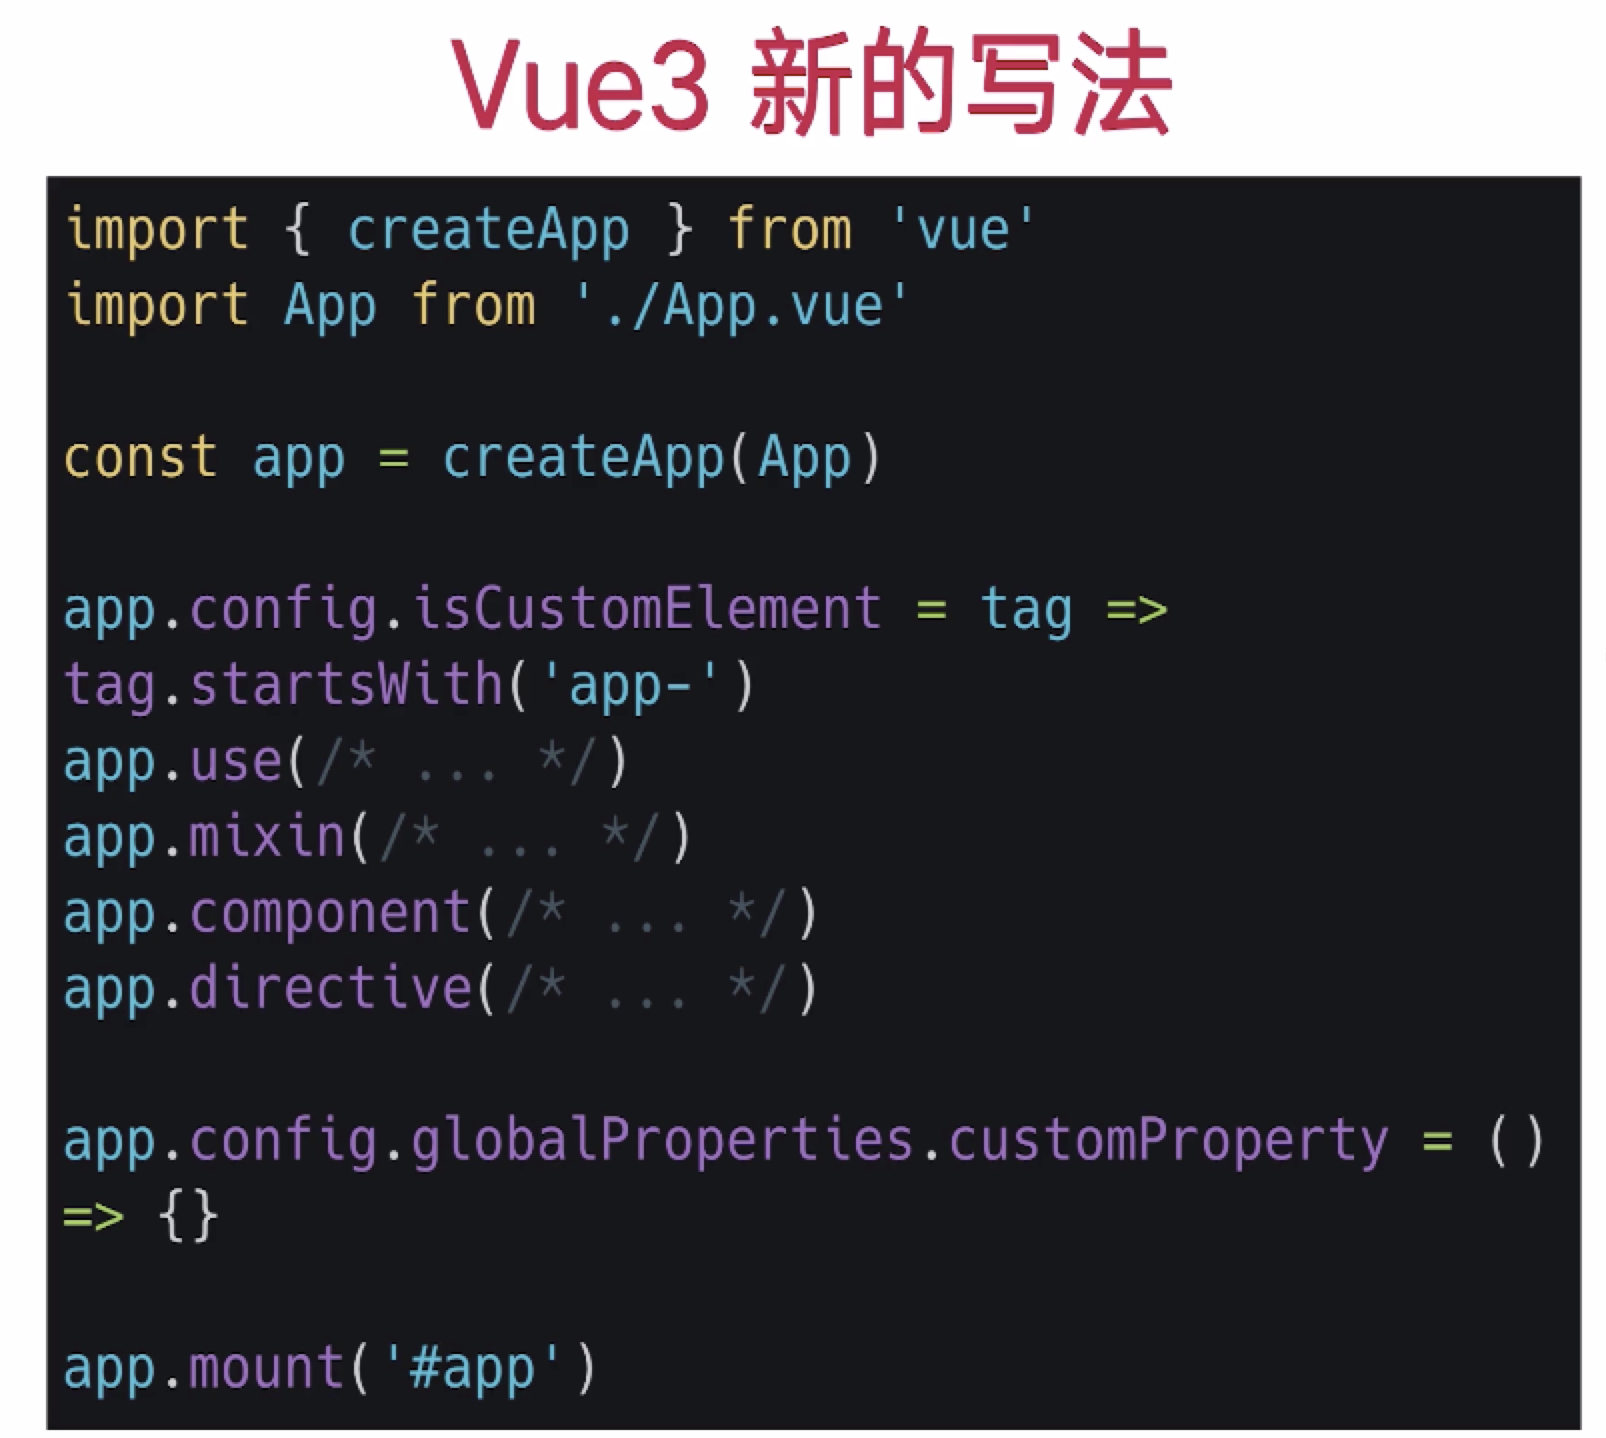 Vue3 新的写法
import { createApp } from 'vue'
import App from './App.vue'
const app = createApp(App)
app.config.isCustomElement = tag =>
tag.startsWith('app-')
app.use(/* ... */)
app.mixin(/* ... */)
app.component(/* ... */)
app.directive(/* ... */)
app.config.globalProperties.customProperty = ()
=> {}
app.mount('#app')